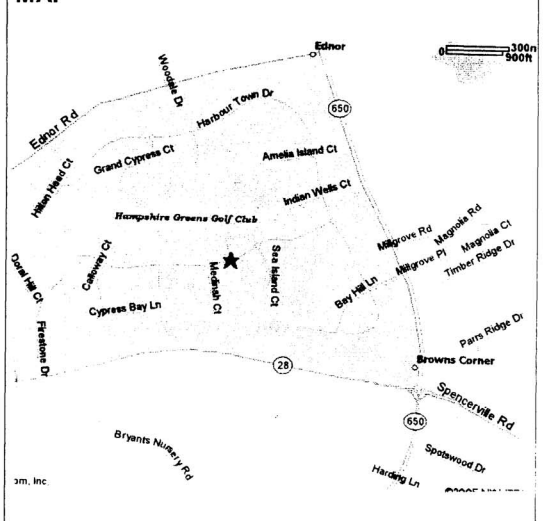 Ednor
0 300m
900ft
Woodale Dr
Harbour Town Dr
650
Ednor Rd
Grand Cypress Ct
Amelia Island Ct
Hilton Head Ct
Indian Wells Ct
Hampshire Greens Golf Club
Millgrove Rd
Magnolia Rd
Magnolia Ct
Millgrove Pl
Timber Ridge Dr
Doral Hill Ct
Calloway Ct
Medinah Ct
Sea Island Ct
Bay Hill Ln
Cypress Bay Ln
Firestone Dr
Parrs Ridge Dr
Browns Corner
28
Spencerville Rd
650
Bryants Nursery Rd
Spotswood Dr
Harding Ln
am, Inc.